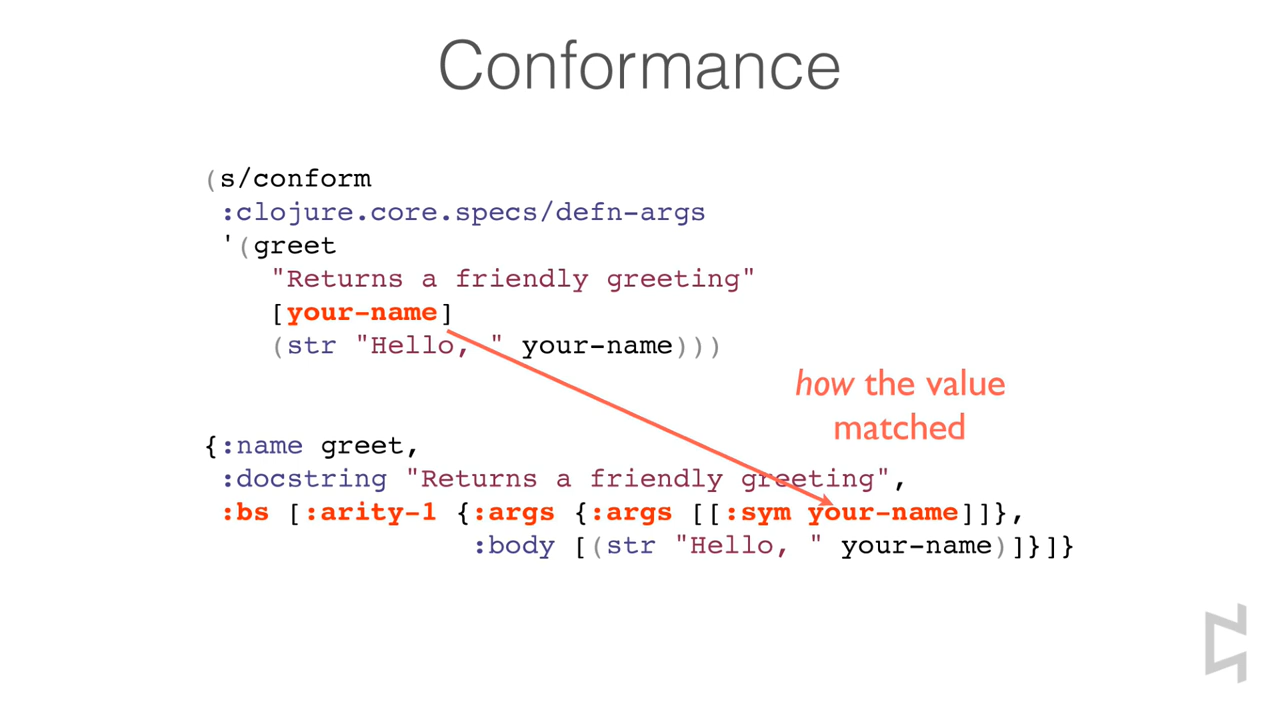 Conformance
(s/conform
:clojure.core.specs/defn-args
'(greet
"Returns a friendly greeting"
[your-name]
(str "Hello, " your-name)))
how the value
matched
{:name greet,
:docstring "Returns a friendly greeting",
:bs [:arity-1 {:args {:args [[:sym your-name]]},
:body [(str "Hello, " your-name)]}]}